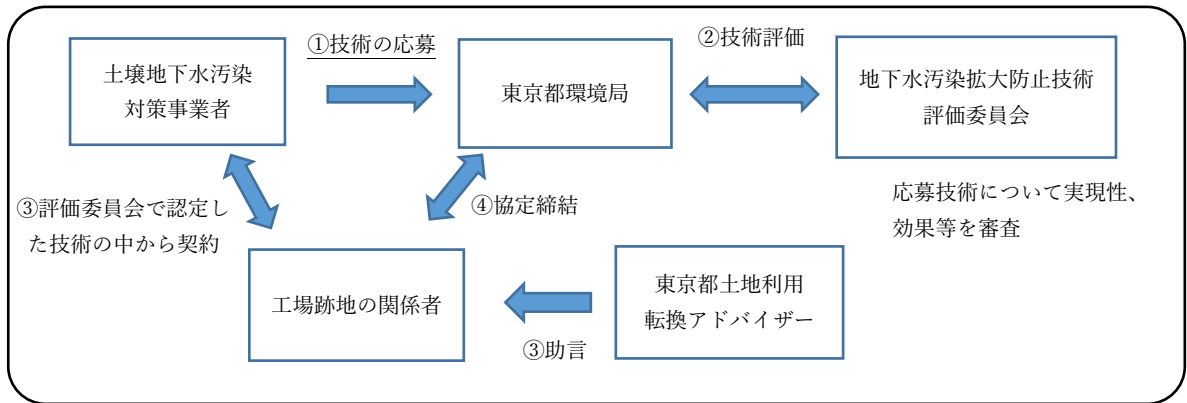 ①技術の応募
②技術評価
土壌地下水汚染
対策事業者
東京都環境局
地下水汚染拡大防止技術
評価委員会
③評価委員会で認定し
た技術の中から契約
④協定締結
応募技術について実現性、
効果等を審査
工場跡地の関係者
東京都土地利用
転換アドバイザー
③助言